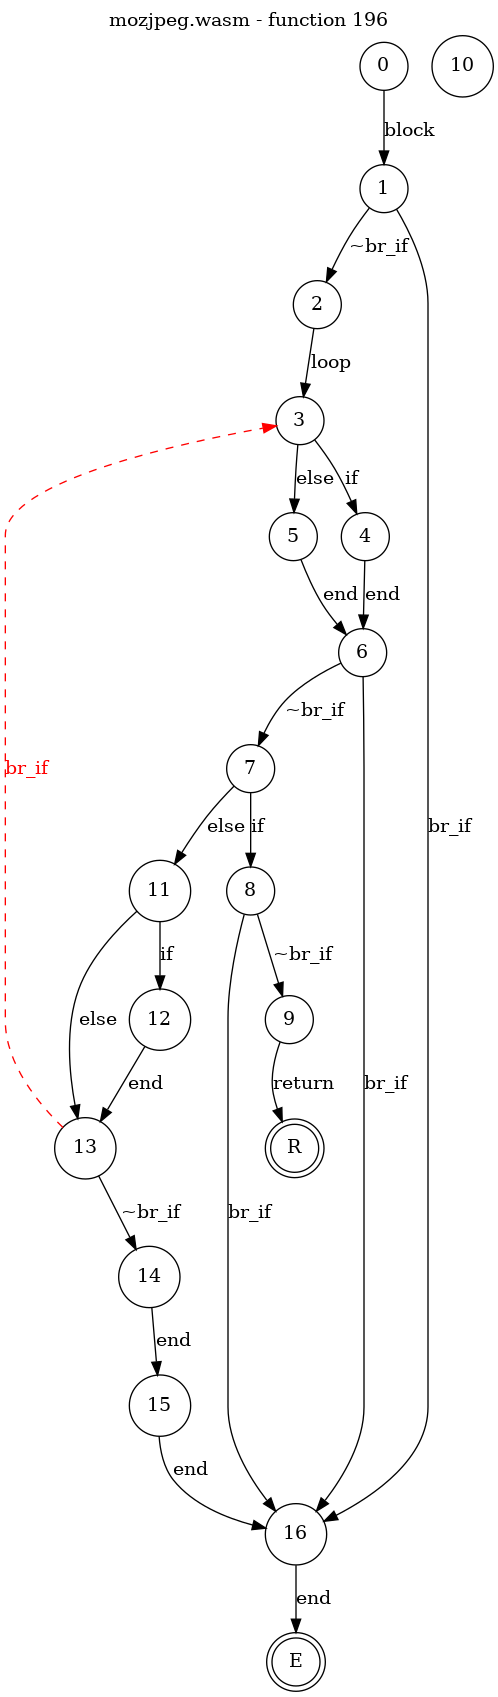 mozjpeg.wasm - function 196
0
10
block
1
~br_if
2
loop
3
else if
5
4
end end
6
~br_if
7
br_if
else if
br_if
11
8
if
~br_if
else
12
9
end
return
br_if
13
R
~br_if
br_if
14
end
15
end
16
end
E